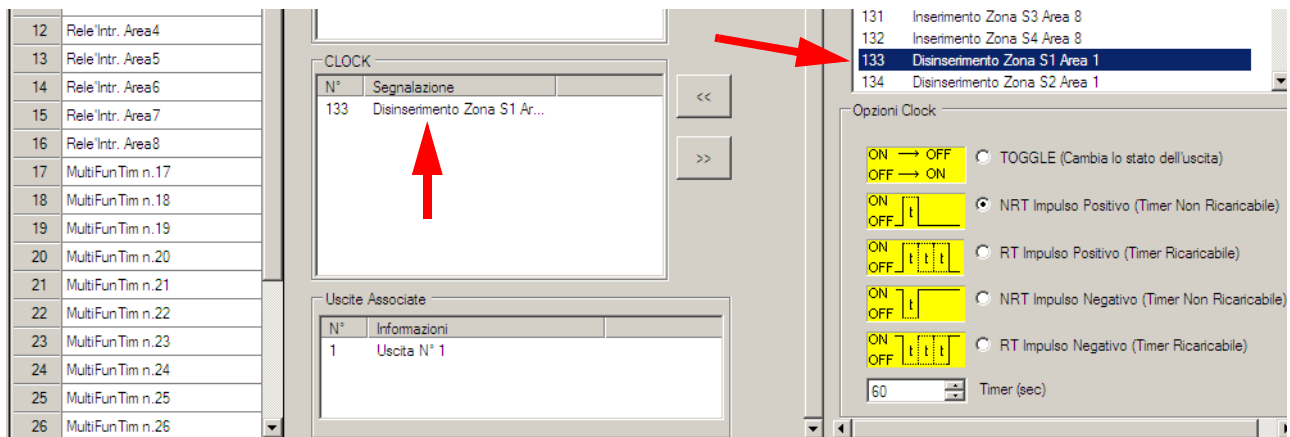 12 Rele'Intr. Area4
13 Rele'Intr. Area5
14 Rele'Intr. Area6
15 Rele'Intr. Area7
16 Rele'Intr. Area8
17 MultiFunTim n.17
18 MultiFunTim n.18
19 MultiFunTim n.19
20 MultiFunTim n.20
21 MultiFunTim n.21
22 MultiFunTim n.22
23 MultiFunTim n.23
24 MultiFunTim n.24
25 MultiFunTim n.25
26 MultiFunTim n.26
CLOCK
N° Segnalazione
133 Disinserimento Zona S1 Ar...
<<
>>
Uscite Associate
N° Informazioni
1 Uscita N° 1
131 Inserimento Zona S3 Area 8
132 Inserimento Zona S4 Area 8
133 Disinserimento Zona S1 Area 1
134 Disinserimento Zona S2 Area 1
Opzioni Clock
ON → OFF
OFF → ON
TOGGLE (Cambia lo stato dell'uscita)
ON
OFF t
NRT Impulso Positivo (Timer Non Ricaricabile)
ON
OFF t t t
RT Impulso Positivo (Timer Ricaricabile)
ON
OFF t
NRT Impulso Negativo (Timer Non Ricaricabile)
ON
OFF t t t
RT Impulso Negativo (Timer Ricaricabile)
60 Timer (sec)